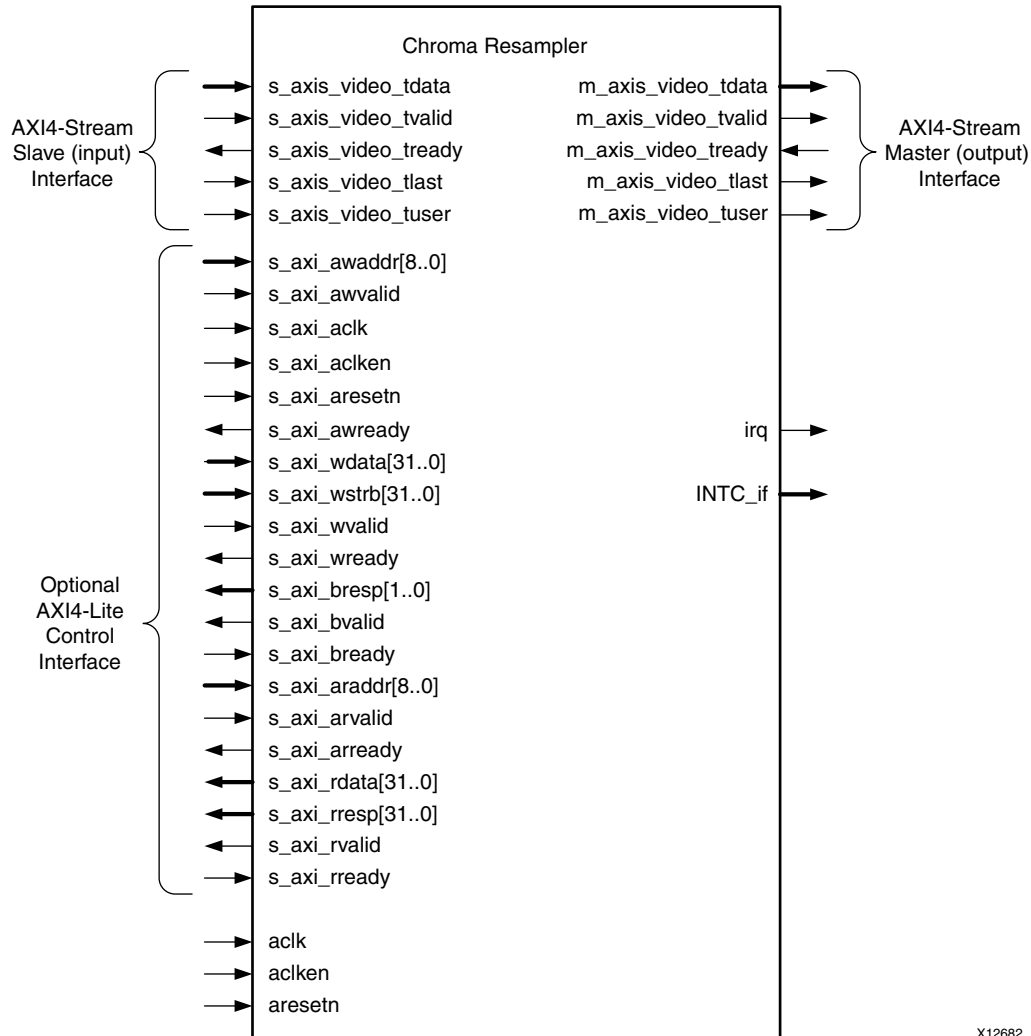 Chroma Resampler
AXI4-Stream
Slave (input)
Interface
s_axis_video_tdata
s_axis_video_tvalid
s_axis_video_tready
s_axis_video_tlast
s_axis_video_tuser
m_axis_video_tdata
m_axis_video_tvalid
m_axis_video_tready
m_axis_video_tlast
m_axis_video_tuser
AXI4-Stream
Master (output)
Interface
Optional
AXI4-Lite
Control
Interface
s_axi_awaddr[8..0]
s_axi_awvalid
s_axi_aclk
s_axi_aclken
s_axi_aresetn
s_axi_awready
s_axi_wdata[31..0]
s_axi_wstrb[31..0]
s_axi_wvalid
s_axi_wready
s_axi_bresp[1..0]
s_axi_bvalid
s_axi_bready
s_axi_araddr[8..0]
s_axi_arvalid
s_axi_arready
s_axi_rdata[31..0]
s_axi_rresp[31..0]
s_axi_rvalid
s_axi_rready
irq
INTC_if
aclk
aclken
aresetn
X12682